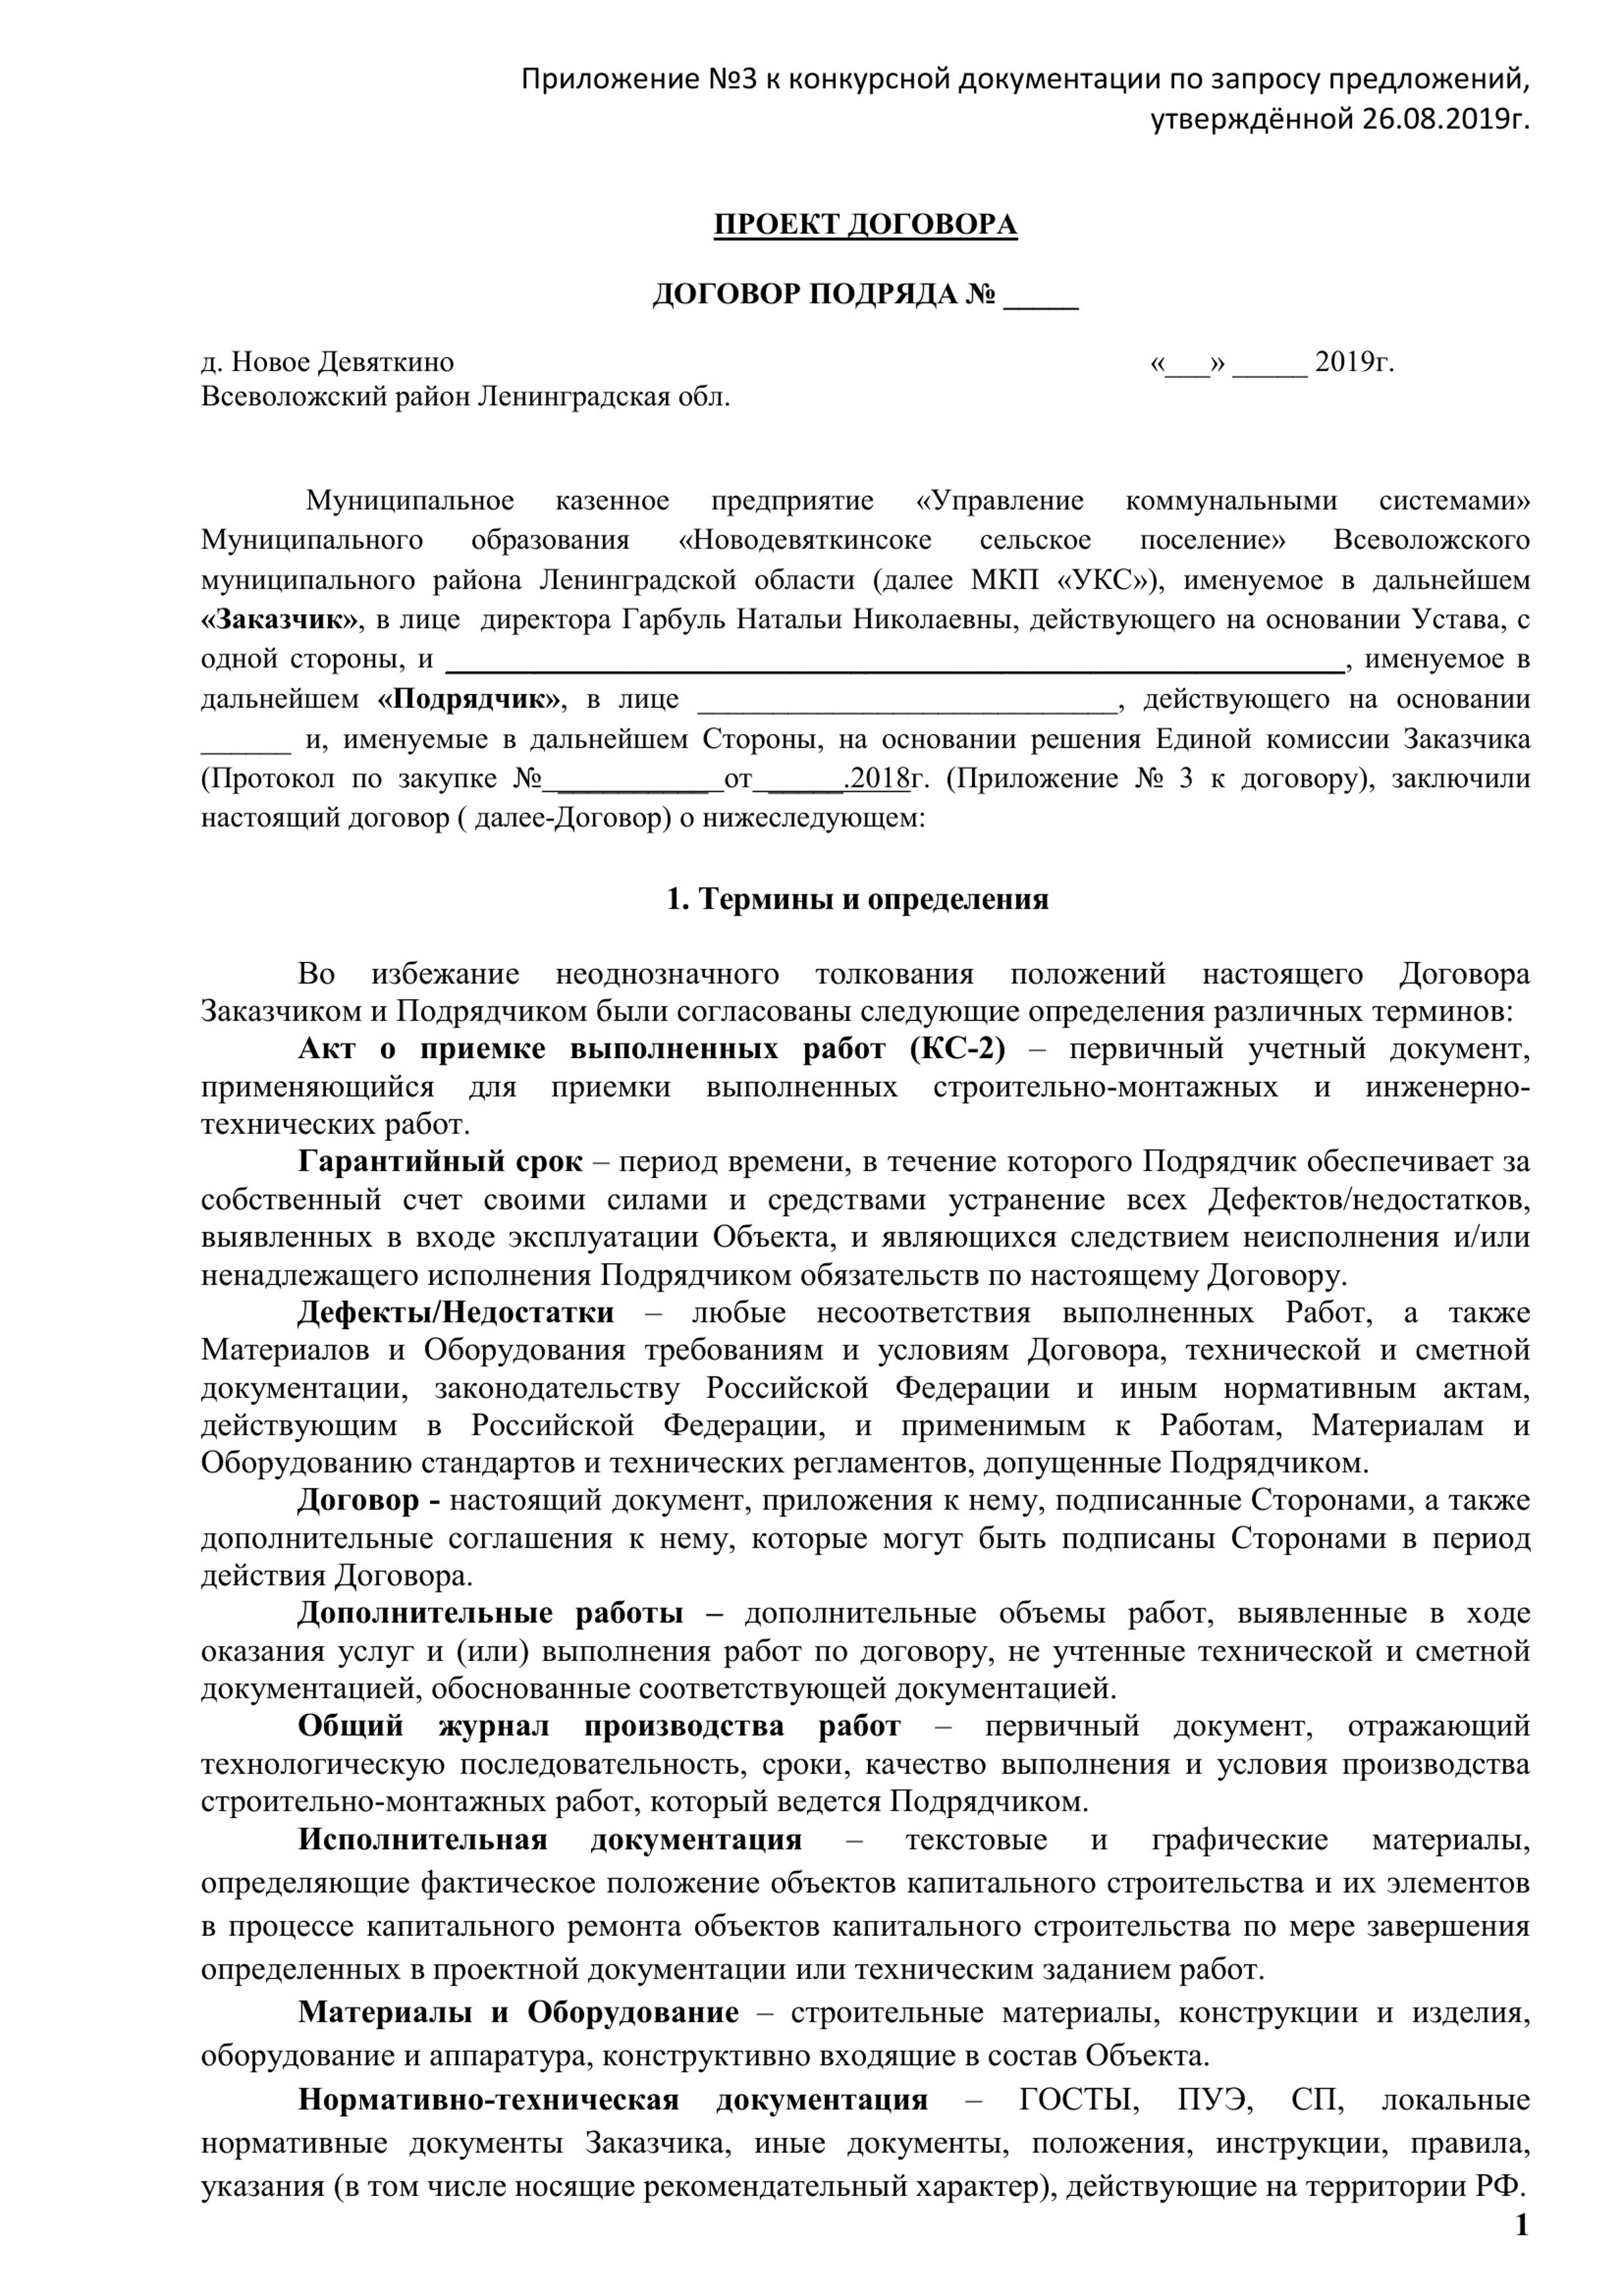 Приложение №3 к конкурсной документации по запросу предложений,
утверждённой 26.08.2019г.
ПРОЕКТ ДОГОВОРА
ДОГОВОР ПОДРЯДА № _____
д. Новое Девяткино «___» _____ 2019г.
Всеволожский район Ленинградская обл.
Муниципальное казенное предприятие «Управление коммунальными системами»
Муниципального образования «Новодевяткинсоке сельское поселение» Всеволожского
муниципального района Ленинградской области (далее МКП «УКС»), именуемое в дальнейшем
«Заказчик», в лице директора Гарбуль Натальи Николаевны, действующего на основании Устава, с
одной стороны, и ____________________________________________________________, именуемое в
дальнейшем «Подрядчик», в лице ____________________________, действующего на основании
______ и, именуемые в дальнейшем Стороны, на основании решения Единой комиссии Заказчика
(Протокол по закупке №____________от______.2018г. (Приложение № 3 к договору), заключили
настоящий договор ( далее-Договор) о нижеследующем:
1. Термины и определения
Во избежание неоднозначного толкования положений настоящего Договора
Заказчиком и Подрядчиком были согласованы следующие определения различных терминов:
Акт о приемке выполненных работ (КС-2) – первичный учетный документ,
применяющийся для приемки выполненных строительно-монтажных и инженерно-
технических работ.
Гарантийный срок – период времени, в течение которого Подрядчик обеспечивает за
собственный счет своими силами и средствами устранение всех Дефектов/недостатков,
выявленных в входе эксплуатации Объекта, и являющихся следствием неисполнения и/или
ненадлежащего исполнения Подрядчиком обязательств по настоящему Договору.
Дефекты/Недостатки – любые несоответствия выполненных Работ, а также
Материалов и Оборудования требованиям и условиям Договора, технической и сметной
документации, законодательству Российской Федерации и иным нормативным актам,
действующим в Российской Федерации, и применимым к Работам, Материалам и
Оборудованию стандартов и технических регламентов, допущенные Подрядчиком.
Договор - настоящий документ, приложения к нему, подписанные Сторонами, а также
дополнительные соглашения к нему, которые могут быть подписаны Сторонами в период
действия Договора.
Дополнительные работы – дополнительные объемы работ, выявленные в ходе
оказания услуг и (или) выполнения работ по договору, не учтенные технической и сметной
документацией, обоснованные соответствующей документацией.
Общий журнал производства работ – первичный документ, отражающий
технологическую последовательность, сроки, качество выполнения и условия производства
строительно-монтажных работ, который ведется Подрядчиком.
Исполнительная документация – текстовые и графические материалы,
определяющие фактическое положение объектов капитального строительства и их элементов
в процессе капитального ремонта объектов капитального строительства по мере завершения
определенных в проектной документации или техническим заданием работ.
Материалы и Оборудование – строительные материалы, конструкции и изделия,
оборудование и аппаратура, конструктивно входящие в состав Объекта.
Нормативно-техническая документация – ГОСТЫ, ПУЭ, СП, локальные
нормативные документы Заказчика, иные документы, положения, инструкции, правила,
указания (в том числе носящие рекомендательный характер), действующие на территории РФ.
1